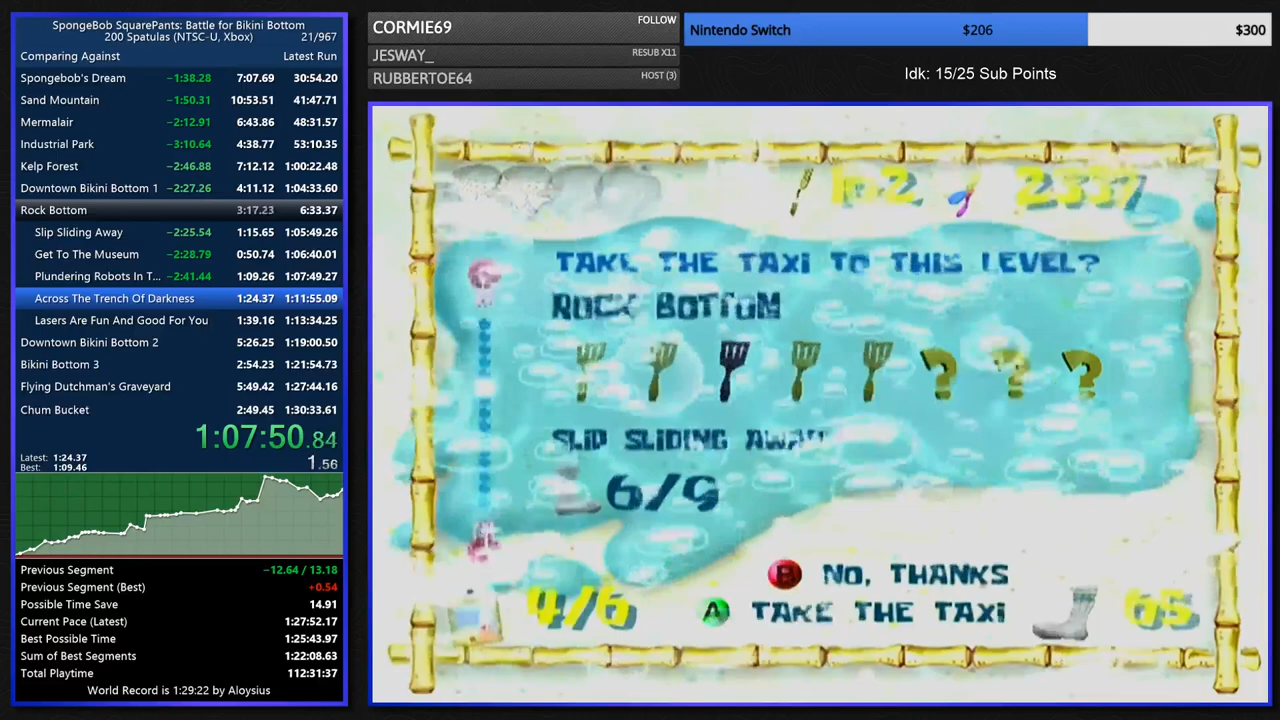 SpongeBob SquarePants: Battle for Bikini Bottom
200 Spatulas (NTSC-U, Xbox) 21/967
Comparing Against Latest Run
Spongebob's Dream -1:38.28 7:07.69 30:54.20
Sand Mountain -1:50.31 10:53.51 41:47.71
Mermalair -2:12.91 6:43.86 48:31.57
Industrial Park -3:10.64 4:38.77 53:10.35
Kelp Forest -2:46.88 7:12.12 1:00:22.48
Downtown Bikini Bottom 1 -2:27.26 4:11.12 1:04:33.60
Rock Bottom 3:17.23 6:33.37
Slip Sliding Away -2:25.54 1:15.65 1:05:49.26
Get To The Museum -2:28.79 0:50.74 1:06:40.01
Plundering Robots In T... -2:41.44 1:09.26 1:07:49.27
Across The Trench Of Darkness 1:24.37 1:11:55.09
Lasers Are Fun And Good For You 1:39.16 1:13:34.25
Downtown Bikini Bottom 2 5:26.25 1:19:00.50
Bikini Bottom 3 2:54.23 1:21:54.73
Flying Dutchman's Graveyard 5:49.42 1:27:44.16
Chum Bucket 2:49.45 1:30:33.61
1:07:50.84
Latest: 1:24.37
Best: 1:09.46
1.56
Previous Segment -12.64 / 13.18
Previous Segment (Best) +0.54
Possible Time Save 14.91
Current Pace (Latest) 1:27:52.17
Best Possible Time 1:25:43.97
Sum of Best Segments 1:22:08.63
Total Playtime 112:31:37
World Record is 1:29:22 by Aloysius
CORMIE69 FOLLOW
JESWAY_ RESUB X11
RUBBERTOE64 HOST (3)
Nintendo Switch $206 $300
Idk: 15/25 Sub Points
2337
TAKE THE TAXI TO THIS LEVEL?
ROCK BOTTOM
? ? ?
SLIP SLIDING AWAY
6/9
B NO, THANKS
4/6 A TAKE THE TAXI 65